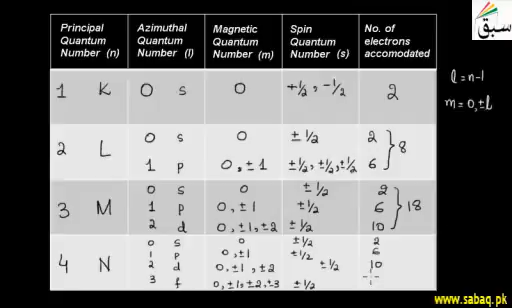 سبق
Principal Quantum Number (n) Azimuthal Quantum Number (l) Magnetic Quantum Number (m) Spin Quantum Number (s) No. of electrons accomodated
1 K 0 s 0 +½, -½ 2
l = n-1
m = 0, ±l
2 L 0 s 0 ± ½ 2
1 p 0, ± 1 ±½, ±½, ±½ 6 } 8
3 M 0 s 0 ± ½ 2
1 p 0, ±1 ±½ 6 } 18
2 d 0, ±1, ±2 ± ½ 10
4 N 0 s 0 ±½ 2
1 p 0, ±1 ±½ 6
2 d 0, ±1, ±2 ± ½ 10
3 f 0, ±1, ±2, ±3 ± ½
www.sabaq.pk